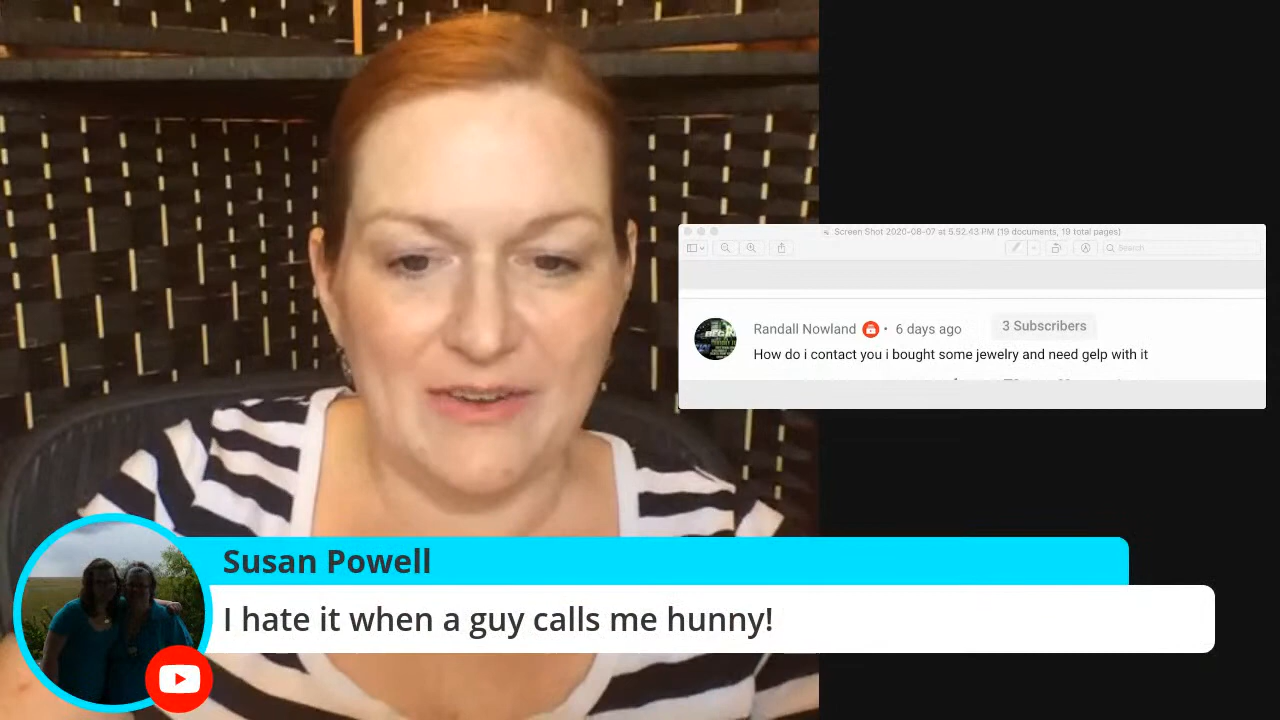 Screen Shot 2020-08-07 at 5.52.43 PM (19 documents, 19 total pages)
Search
Randall Nowland • 6 days ago 3 Subscribers
How do i contact you i bought some jewelry and need gelp with it
Susan Powell
I hate it when a guy calls me hunny!